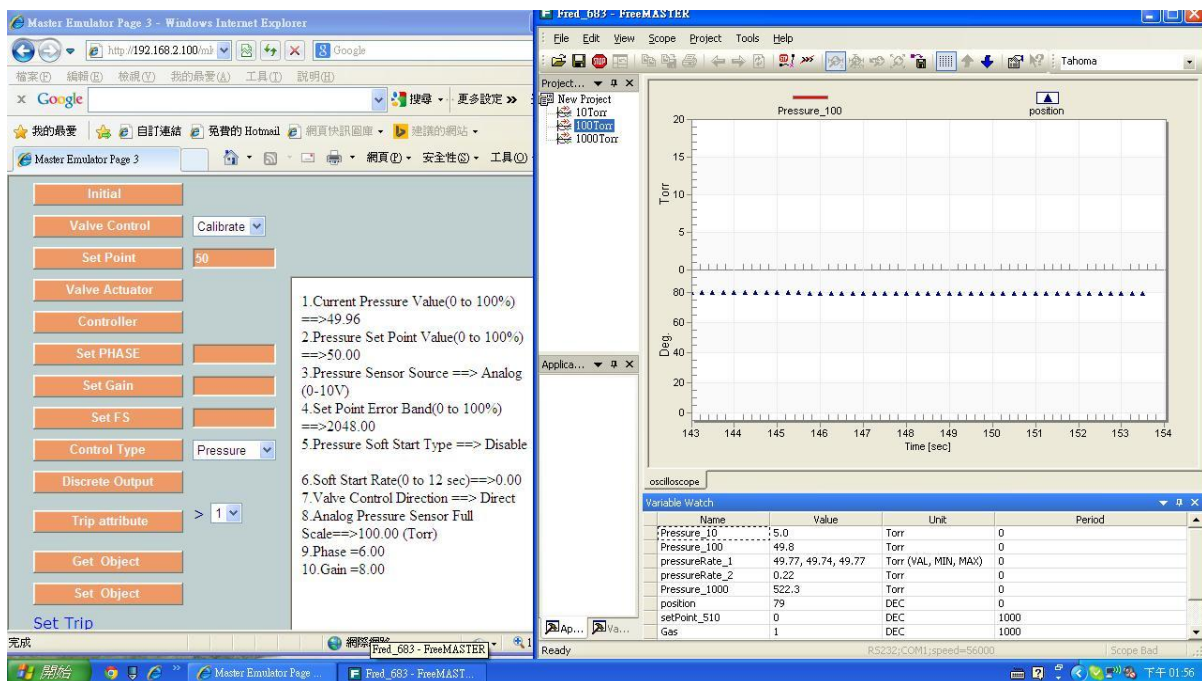 Master Emulator Page 3 - Windows Internet Explo
http://192.168.2.100/ml
Google
檔案(F) 編輯(E) 檢視(V) 我的最愛(A) 工具(T) 說明(H)
x Google 搜尋 更多設定 »
我的最愛 自訂連結 免費的 Hotmail 網頁快訊圖庫 建議的網站
Master Emulator Page 3 網頁(P) 安全性(S) 工具(O)
Initial
Valve Control Calibrate
Set Point 50
Valve Actuator
Controller
Set PHASE
Set Gain
Set FS
Control Type Pressure
Discrete Output
Trip attribute > 1
Get Object
Set Object
Set Trip
1.Current Pressure Value(0 to 100%)
==>49.96
2.Pressure Set Point Value(0 to 100%)
==>50.00
3.Pressure Sensor Source ==> Analog
(0-10V)
4.Set Point Error Band(0 to 100%)
==>2048.00
5.Pressure Soft Start Type ==> Disable
6.Soft Start Rate(0 to 12 sec)==>0.00
7.Valve Control Direction ==> Direct
8.Analog Pressure Sensor Full
Scale==>100.00 (Torr)
9.Phase =6.00
10.Gain =8.00
完成
Fred_683 - FreeMASTER
Fred_683 - FreeMASTER
File Edit View Scope Project Tools Help
Tahoma
Project...
New Project
10Torr
100Torr
1000Torr
Applica...
Ap... Va...
Pressure_100 position
20
15
10
5
0
Torr
80
60
40
20
0
Deg.
143 144 145 146 147 148 149 150 151 152 153 154
Time [sec]
oscilloscope
Variable Watch
Name Value Unit Period
Pressure_10 5.0 Torr 0
Pressure_100 49.8 Torr 0
pressureRate_1 49.77, 49.74, 49.77 Torr (VAL, MIN, MAX) 0
pressureRate_2 0.22 Torr 0
Pressure_1000 522.3 Torr 0
position 79 DEC 0
setPoint_510 0 DEC 1000
Gas 1 DEC 1000
Ready RS232;COM1;speed=56000 Scope Bad
開始 Master Emulator Page ... Fred_683 - FreeMAST... 下午 01:56